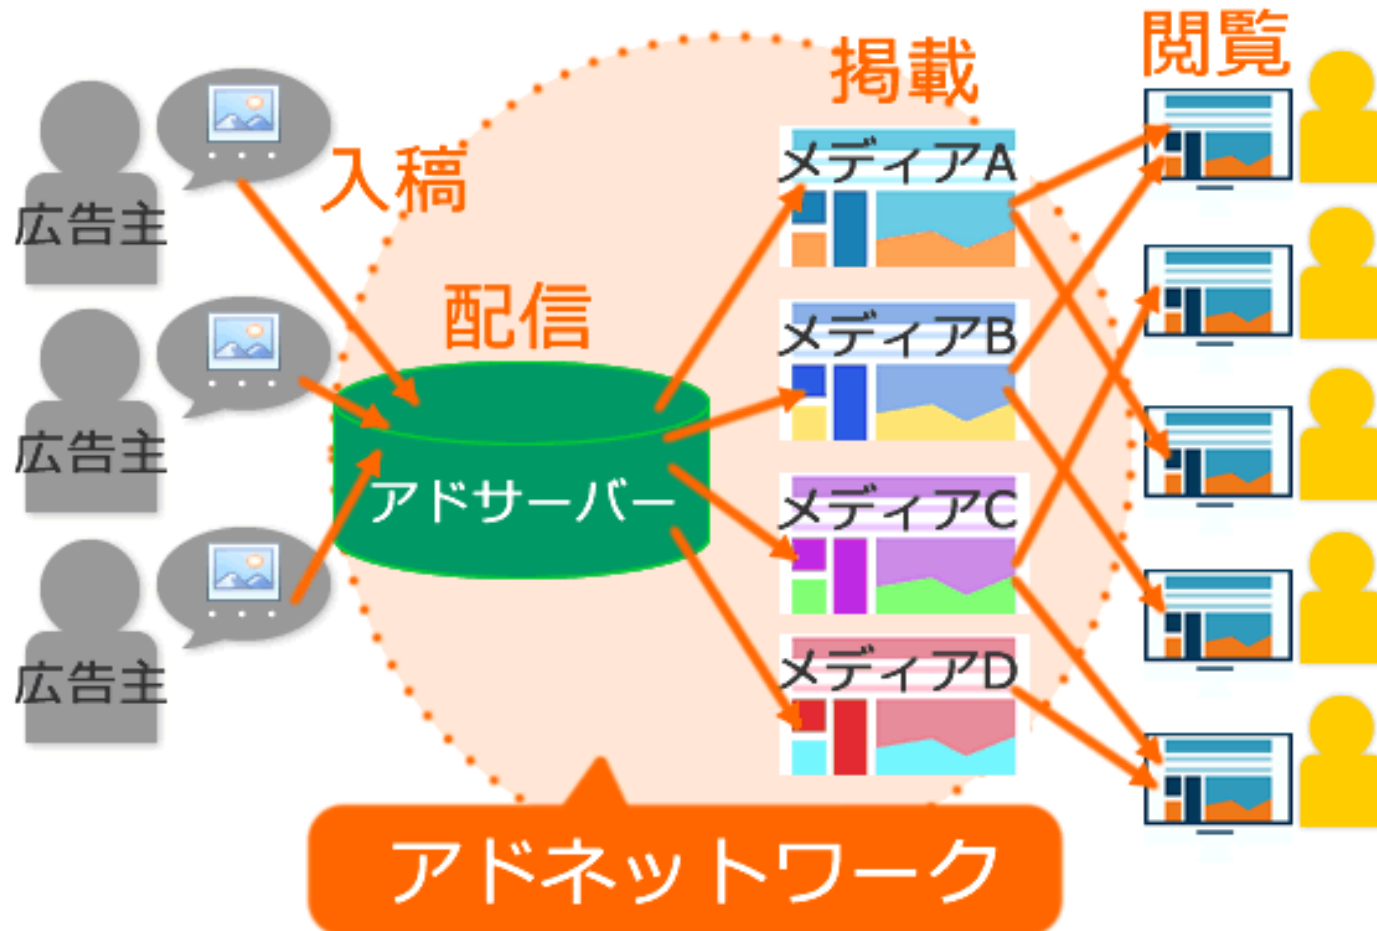 閲覧
掲載
入稿
配信
広告主
広告主
広告主
アドサーバー
メディアA
メディアB
メディアC
メディアD
アドネットワーク